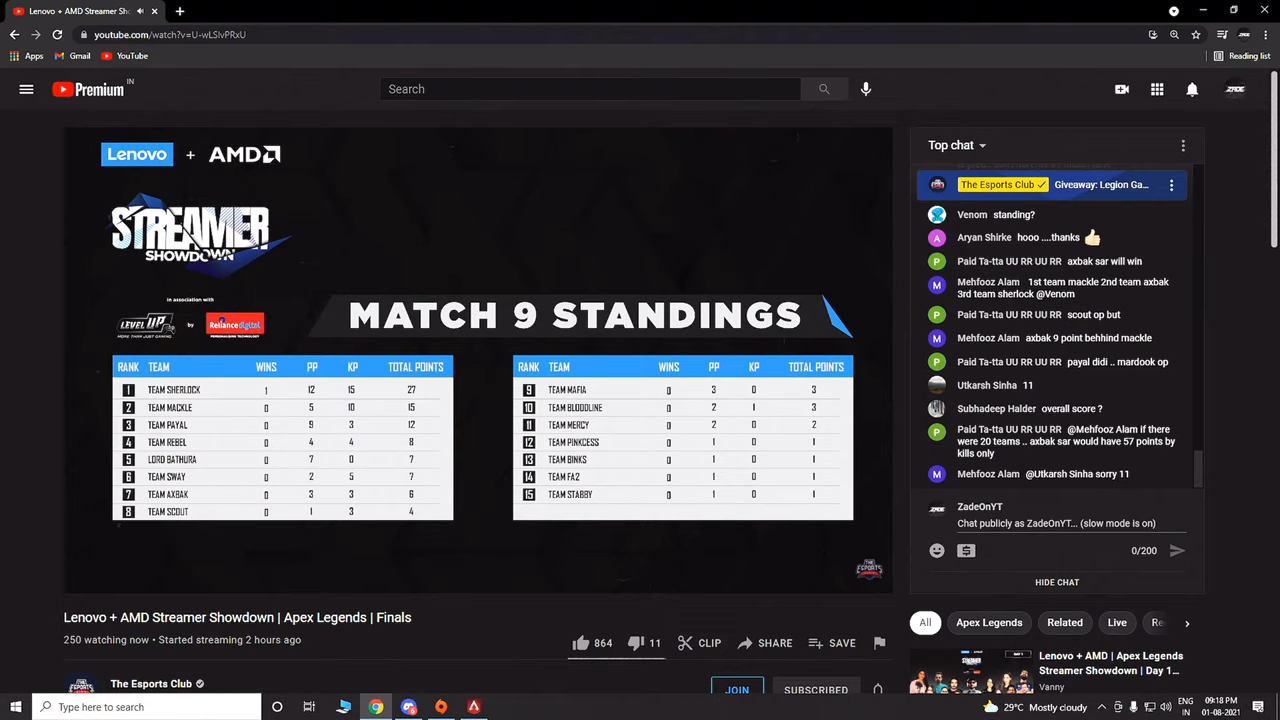 Lenovo + AMD Streamer Sho
youtube.com/watch?v=U-wLSlvPRxU
Apps Gmail YouTube Reading list
Premium IN
Search
Lenovo + AMD
STREAMER
SHOWDOWN
in association with
LEVEL UP by Reliance digital
MORE THAN JUST GAMING PERSONALISING TECHNOLOGY
MATCH 9 STANDINGS
RANK TEAM WINS PP KP TOTAL POINTS
1 TEAM SHERLOCK 1 12 15 27
2 TEAM MACKLE 0 5 10 15
3 TEAM PAYAL 0 9 3 12
4 TEAM REBEL 0 4 4 8
5 LORD BATHURA 0 7 0 7
6 TEAM SWAY 0 2 5 7
7 TEAM AXBAK 0 3 3 6
8 TEAM SCOUT 0 1 3 4
RANK TEAM WINS PP KP TOTAL POINTS
9 TEAM MAFIA 0 3 0 3
10 TEAM BLOODLINE 0 2 1 3
11 TEAM MERCY 0 2 0 2
12 TEAM PINKCESS 0 1 0 1
13 TEAM BINKS 0 1 0 1
14 TEAM FA2 0 1 0 1
15 TEAM STABBY 0 1 0 1
THE ESPORTS
Lenovo + AMD Streamer Showdown | Apex Legends | Finals
250 watching now • Started streaming 2 hours ago
864 11 CLIP SHARE SAVE
The Esports Club
JOIN SUBSCRIBED
Top chat
The Esports Club Giveaway: Legion Ga...
Venom standing?
Aryan Shirke hooo ....thanks
Paid Ta-tta UU RR UU RR axbak sar will win
Mehfooz Alam 1st team mackle 2nd team axbak
3rd team sherlock @Venom
Paid Ta-tta UU RR UU RR scout op but
Mehfooz Alam axbak 9 point behhind mackle
Paid Ta-tta UU RR UU RR payal didi .. mardook op
Utkarsh Sinha 11
Subhadeep Halder overall score ?
Paid Ta-tta UU RR UU RR @Mehfooz Alam if there
were 20 teams .. axbak sar would have 57 points by
kills only
Mehfooz Alam @Utkarsh Sinha sorry 11
ZadeOnYT
Chat publicly as ZadeOnYT... (slow mode is on)
0/200
HIDE CHAT
All Apex Legends Related Live Re
Lenovo + AMD | Apex Legends
Streamer Showdown | Day 1...
Vanny
Type here to search
29°C Mostly cloudy
ENG
IN
09:18 PM
01-08-2021